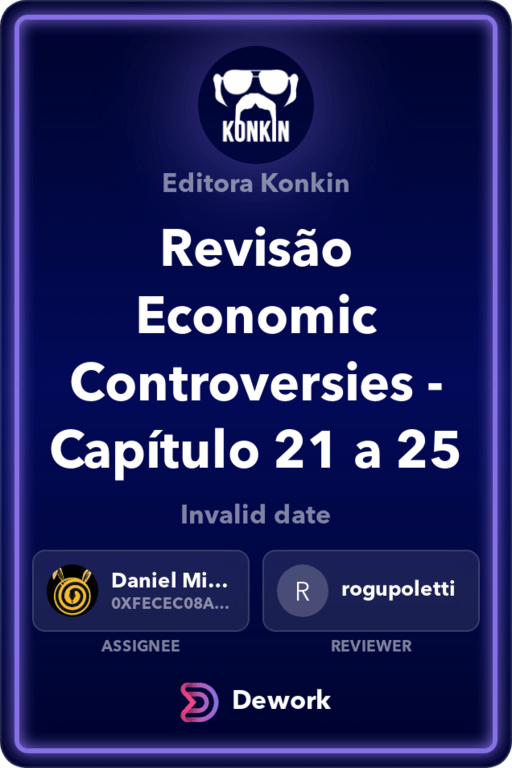 KONKIN
Editora Konkin
Revisão
Economic
Controversies -
Capítulo 21 a 25
Invalid date
Daniel Mi...
0XFECEC08A...
ASSIGNEE
R
rogupoletti
REVIEWER
Dework